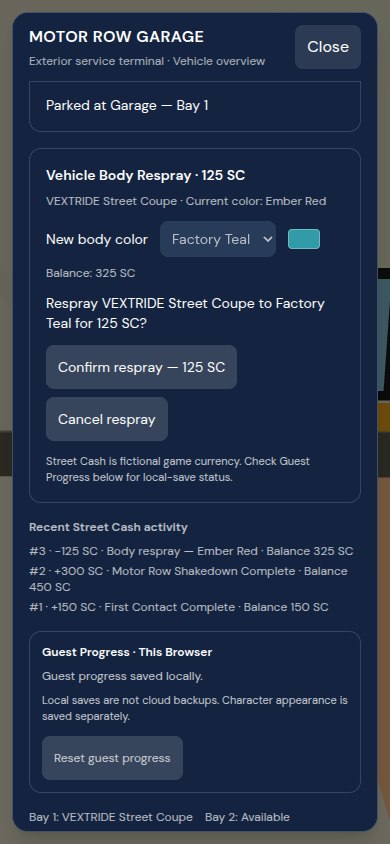 MOTOR ROW GARAGE
Exterior service terminal · Vehicle overview
Close
Parked at Garage — Bay 1
Vehicle Body Respray · 125 SC
VEXTRIDE Street Coupe · Current color: Ember Red
New body color
Factory Teal
Balance: 325 SC
Respray VEXTRIDE Street Coupe to Factory
Teal for 125 SC?
Confirm respray — 125 SC
Cancel respray
Street Cash is fictional game currency. Check Guest
Progress below for local-save status.
Recent Street Cash activity
#3 · −125 SC · Body respray — Ember Red · Balance 325 SC
#2 · +300 SC · Motor Row Shakedown Complete · Balance
450 SC
#1 · +150 SC · First Contact Complete · Balance 150 SC
Guest Progress · This Browser
Guest progress saved locally.
Local saves are not cloud backups. Character appearance is
saved separately.
Reset guest progress
Bay 1: VEXTRIDE Street Coupe Bay 2: Available